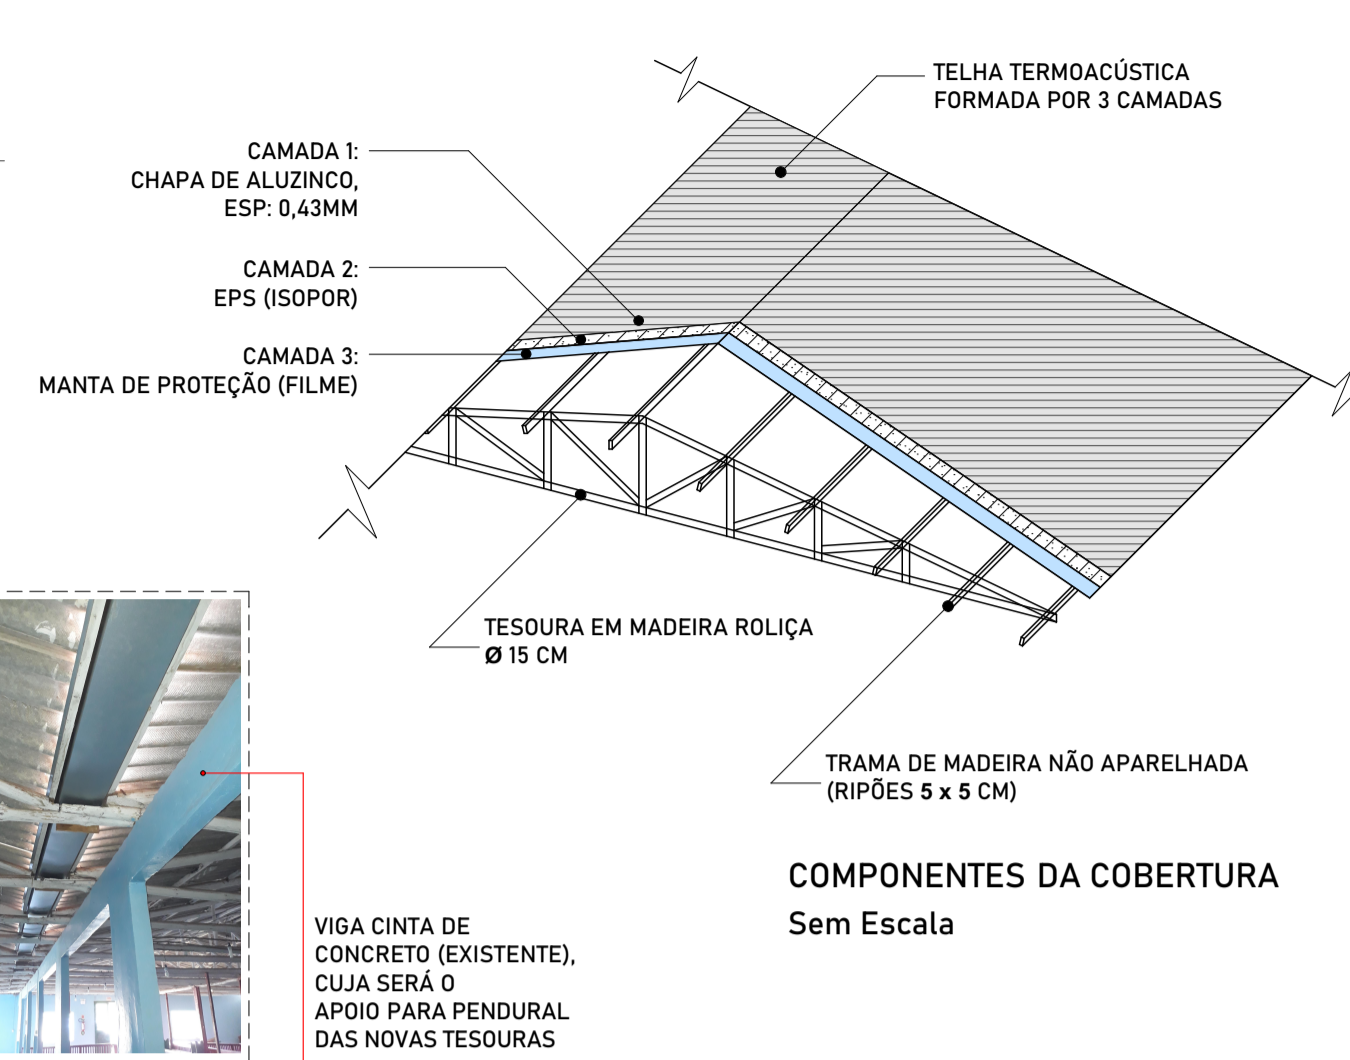 TELHA TERMOACÚSTICA
FORMADA POR 3 CAMADAS
CAMADA 1:
CHAPA DE ALUZINCO,
ESP: 0,43MM
CAMADA 2:
EPS (ISOPOR)
CAMADA 3:
MANTA DE PROTEÇÃO (FILME)
TESOURA EM MADEIRA ROLIÇA
Ø 15 CM
TRAMA DE MADEIRA NÃO APARELHADA
(RIPÕES 5 x 5 CM)
COMPONENTES DA COBERTURA
Sem Escala
VIGA CINTA DE
CONCRETO (EXISTENTE),
CUJA SERÁ O
APOIO PARA PENDURAL
DAS NOVAS TESOURAS